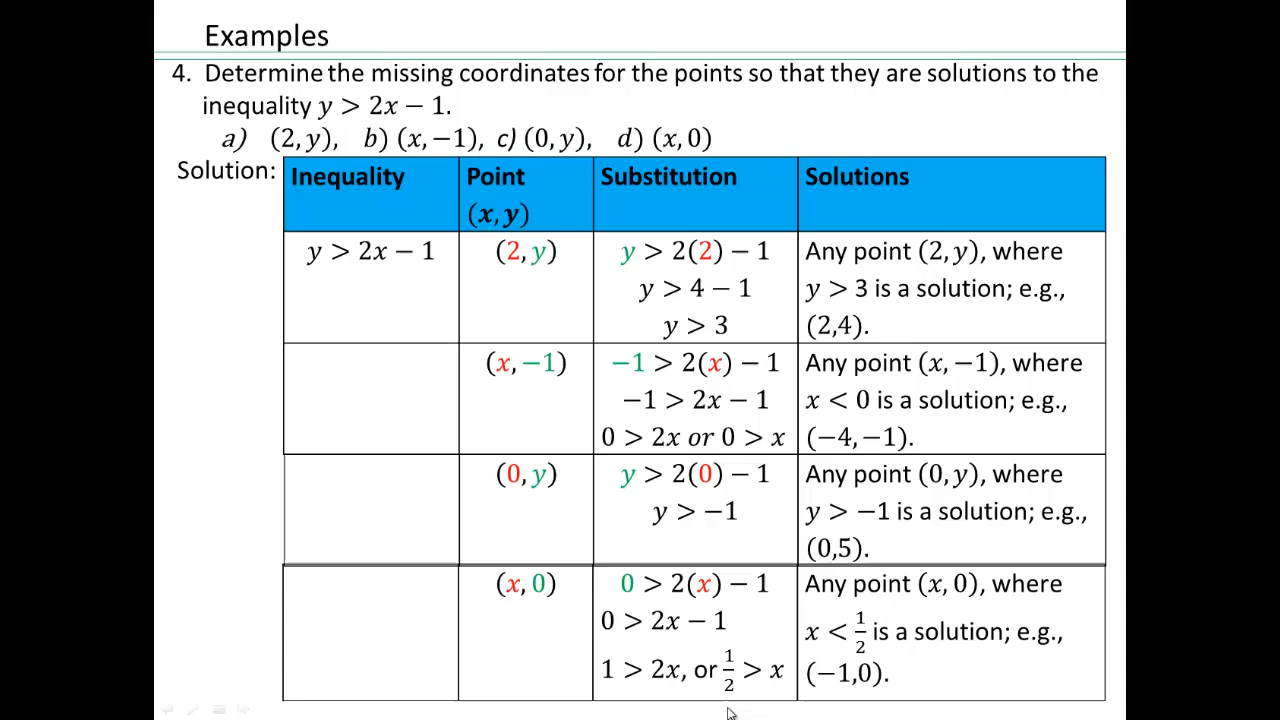 Examples
4. Determine the missing coordinates for the points so that they are solutions to the
inequality y > 2x − 1.
a) (2, y), b) (x, −1), c) (0, y), d) (x, 0)
Solution:
Inequality
Point
(x, y)
Substitution
Solutions
y > 2x − 1
(2, y)
y > 2(2) − 1
y > 4 − 1
y > 3
Any point (2, y), where
y > 3 is a solution; e.g.,
(2,4).
(x, −1)
−1 > 2(x) − 1
−1 > 2x − 1
0 > 2x or 0 > x
Any point (x, −1), where
x < 0 is a solution; e.g.,
(−4, −1).
(0, y)
y > 2(0) − 1
y > −1
Any point (0, y), where
y > −1 is a solution; e.g.,
(0,5).
(x, 0)
0 > 2(x) − 1
0 > 2x − 1
1 > 2x, or 1/2 > x
Any point (x, 0), where
x < 1/2 is a solution; e.g.,
(−1,0).